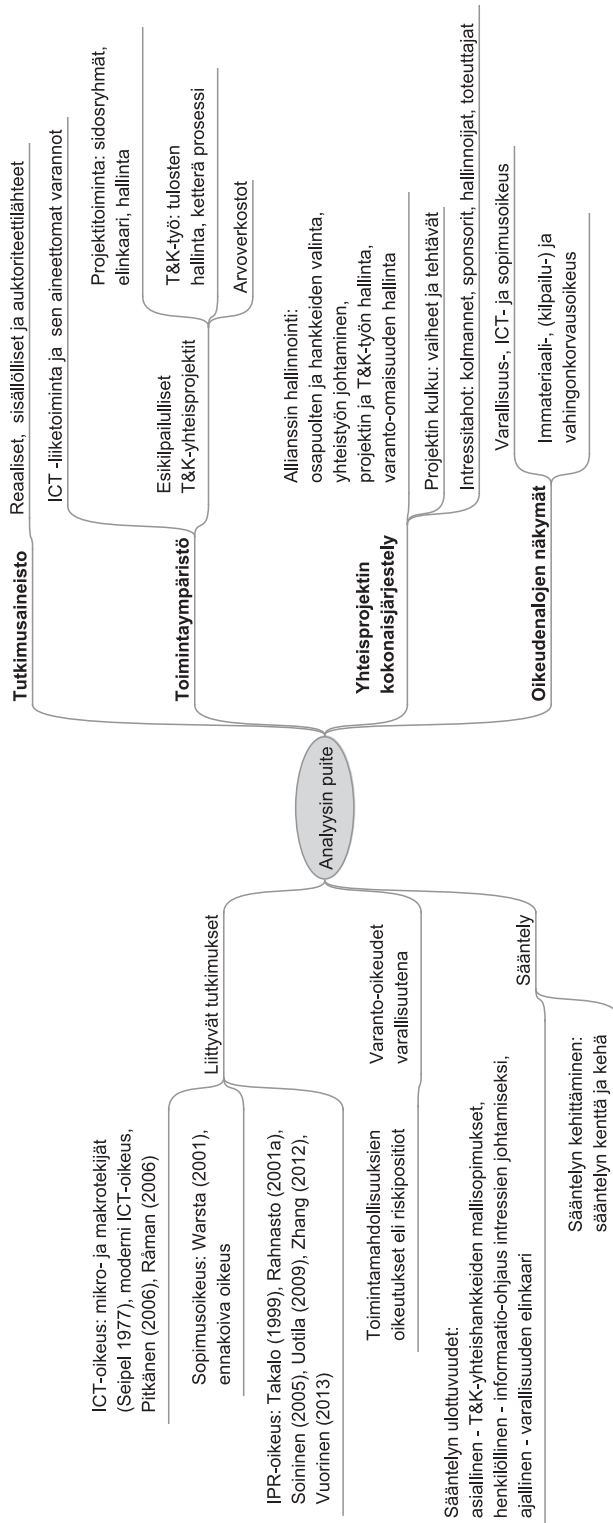 Analyysin puite
Tutkimusaineisto
Reaaliset, sisällölliset ja auktoriteettilähteet
Toimintaympäristö
ICT -liiketoiminta ja sen aineettomat varannot
Esikilpailulliset
T&K-yhteisprojektit
Projektitoiminta: sidosryhmät,
elinkaari, hallinta
T&K-työ: tulosten
hallinta, ketterä prosessi
Arvoverkostot
Yhteisprojektin
kokonaisjärjestely
Allianssin hallinnointi:
osapuolten ja hankkeiden valinta,
yhteistyön johtaminen,
projektin ja T&K-työn hallinta,
varanto-omaisuuden hallinta
Projektin kulku: vaiheet ja tehtävät
Intressitahot: kolmannet, sponsorit, hallinnoijat, toteuttajat
Oikeudenalojen näkymät
Varallisuus-, ICT- ja sopimusoikeus
Immateriaali-, (kilpailu-) ja
vahingonkorvausoikeus
Liittyvät tutkimukset
ICT-oikeus: mikro- ja makrotekijät
(Seipel 1977), moderni ICT-oikeus,
Pitkänen (2006), Råman (2006)
Sopimusoikeus: Warsta (2001),
ennakoiva oikeus
IPR-oikeus: Takalo (1999), Rahnasto (2001a),
Soininen (2005), Uotila (2009), Zhang (2012),
Vuorinen (2013)
Varanto-oikeudet
varallisuutena
Toimintamahdollisuuksien
oikeutukset eli riskipositiot
Sääntely
Sääntelyn ulottuvuudet:
asiallinen - T&K-yhteishankkeiden mallisopimukset,
henkilöllinen - informaatio-ohjaus intressien johtamiseksi,
ajallinen - varallisuuden elinkaari
Sääntelyn kehittäminen:
sääntelyn kenttä ja kehä